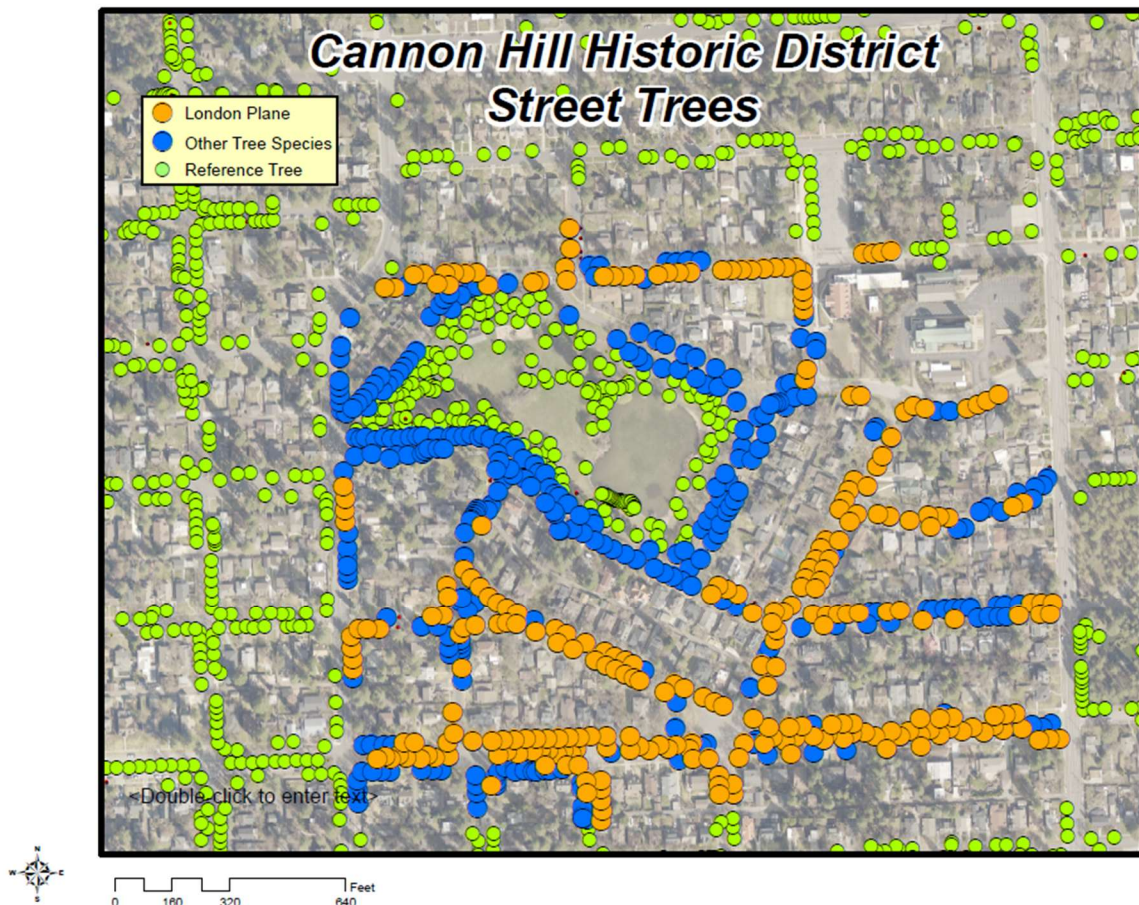 Cannon Hill Historic District
Street Trees
London Plane
Other Tree Species
Reference Tree
<Double-click to enter text>
N
W E
S
0 160 320 640
Feet